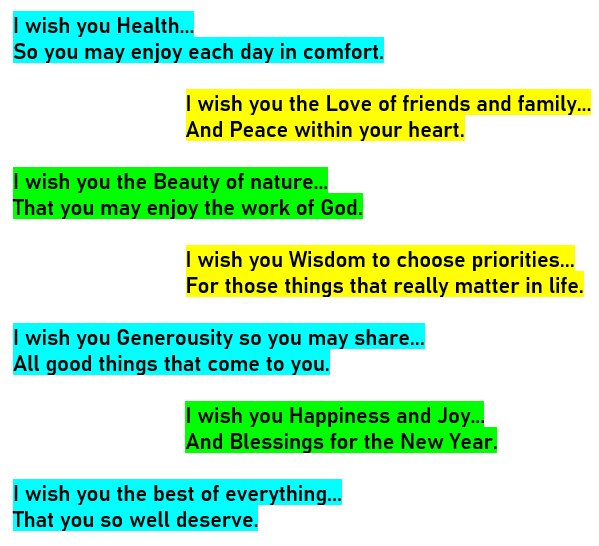 I wish you Health...
So you may enjoy each day in comfort.
I wish you the Love of friends and family...
And Peace within your heart.
I wish you the Beauty of nature...
That you may enjoy the work of God.
I wish you Wisdom to choose priorities...
For those things that really matter in life.
I wish you Generousity so you may share...
All good things that come to you.
I wish you Happiness and Joy...
And Blessings for the New Year.
I wish you the best of everything...
That you so well deserve.